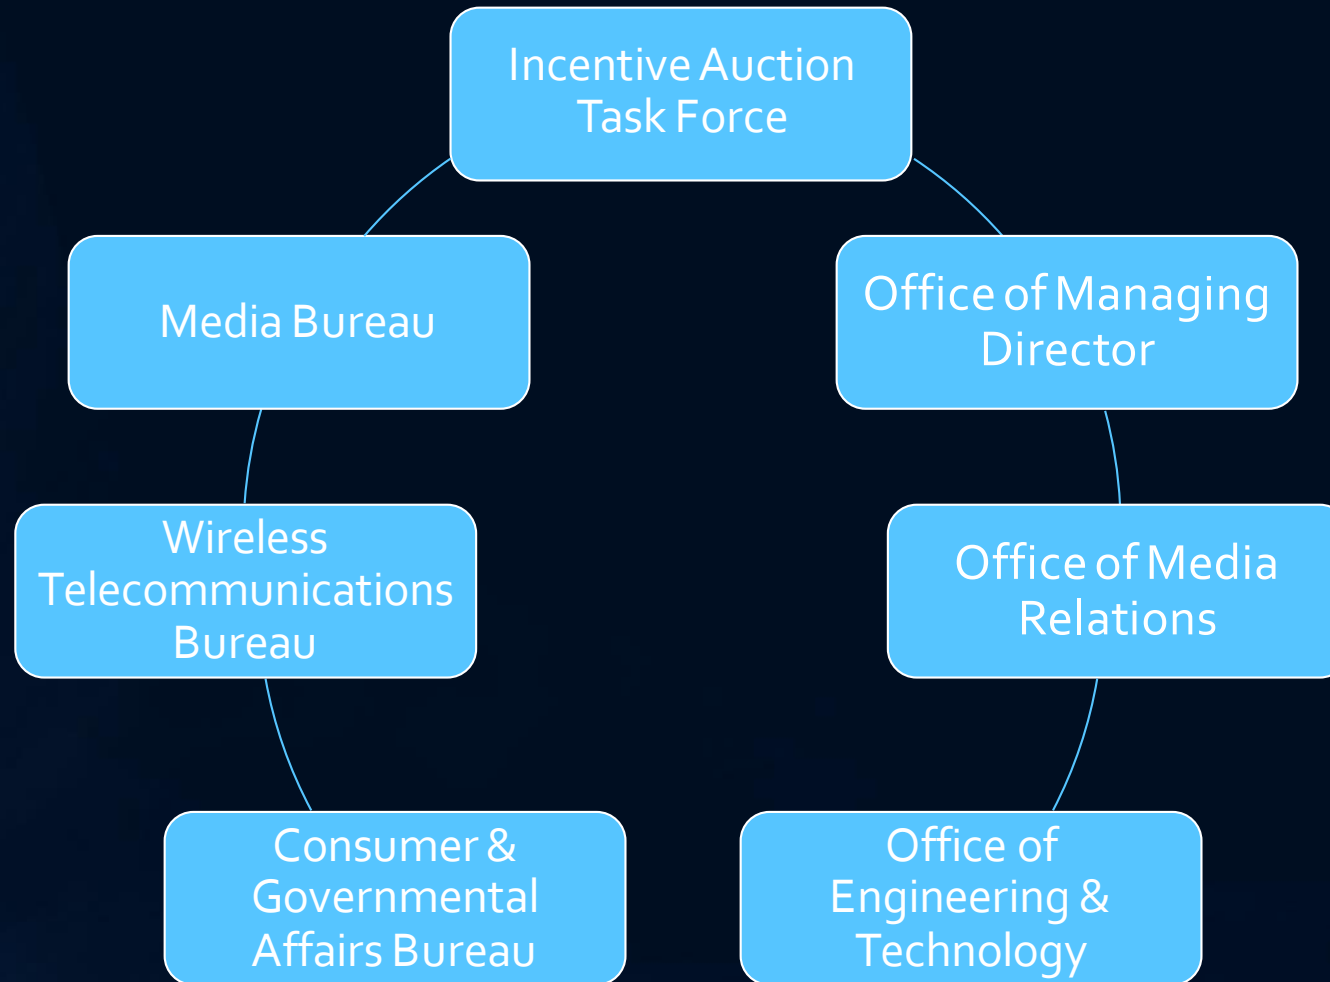 Incentive Auction
Task Force
Media Bureau
Office of Managing
Director
Wireless
Telecommunications
Bureau
Office of Media
Relations
Consumer &
Governmental
Affairs Bureau
Office of
Engineering &
Technology